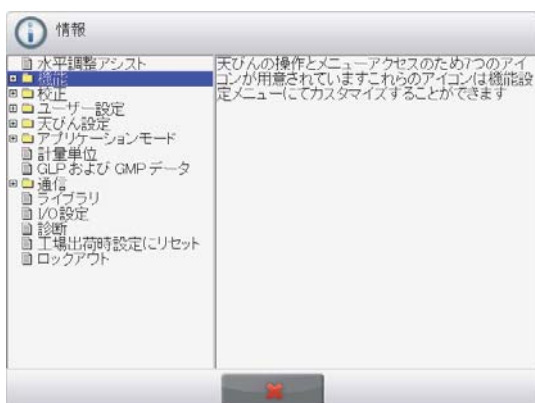 情報
水平調整アシスト
機能
校正
ユーザー設定
天びん設定
アプリケーションモード
計量単位
GLP および GMP データ
通信
ライブラリ
I/O 設定
診断
工場出荷時設定にリセット
ロックアウト
天びんの操作とメニューアクセスのため7つのアイ
コンが用意されていますこれらのアイコンは機能設
定メニューにてカスタマイズすることができます